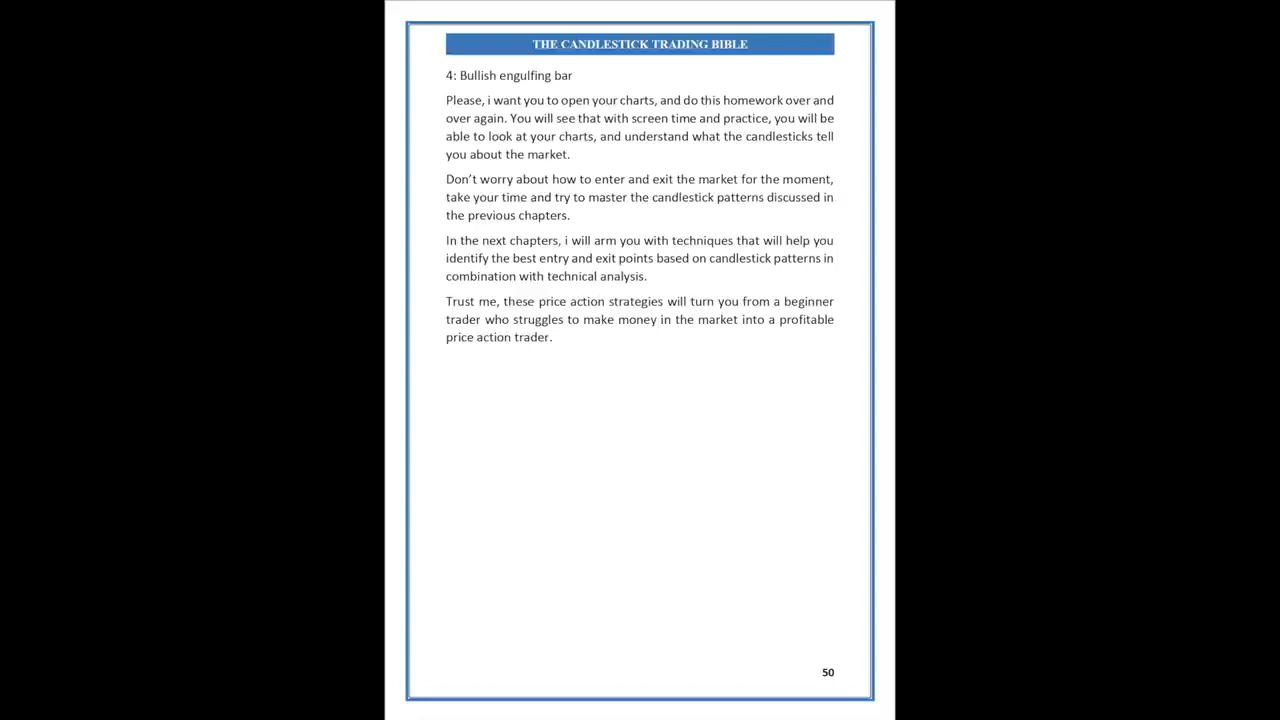 THE CANDLESTICK TRADING BIBLE
4: Bullish engulfing bar
Please, i want you to open your charts, and do this homework over and
over again. You will see that with screen time and practice, you will be
able to look at your charts, and understand what the candlesticks tell
you about the market.
Don’t worry about how to enter and exit the market for the moment,
take your time and try to master the candlestick patterns discussed in
the previous chapters.
In the next chapters, i will arm you with techniques that will help you
identify the best entry and exit points based on candlestick patterns in
combination with technical analysis.
Trust me, these price action strategies will turn you from a beginner
trader who struggles to make money in the market into a profitable
price action trader.
50